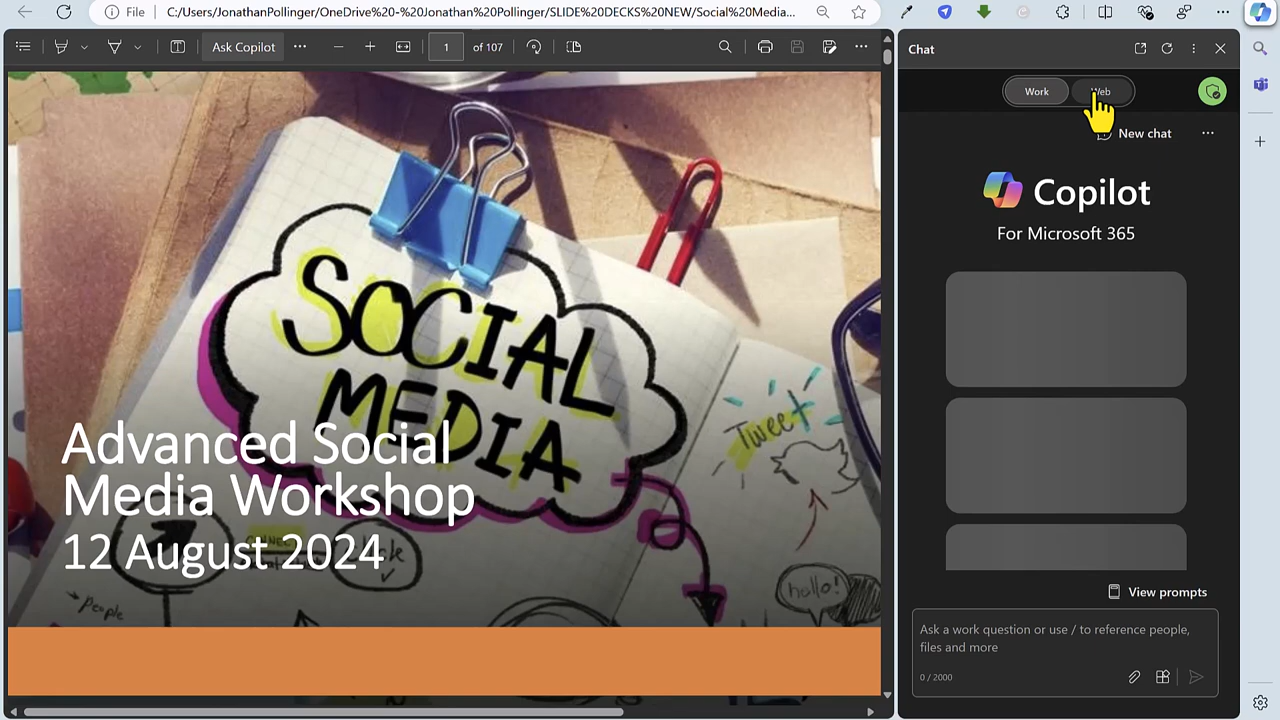 File
C:/Users/JonathanPollinger/OneDrive%20-%20Jonathan%20Pollinger/SLIDE%20DECKS%20NEW/Social%20Media...
Ask Copilot
1 of 107
Chat
Work
Web
New chat
Copilot
For Microsoft 365
SOCIAL
MEDIA
Tweet
Advanced Social
Media Workshop
12 August 2024
people
hello!
View prompts
Ask a work question or use / to reference people,
files and more
0 / 2000